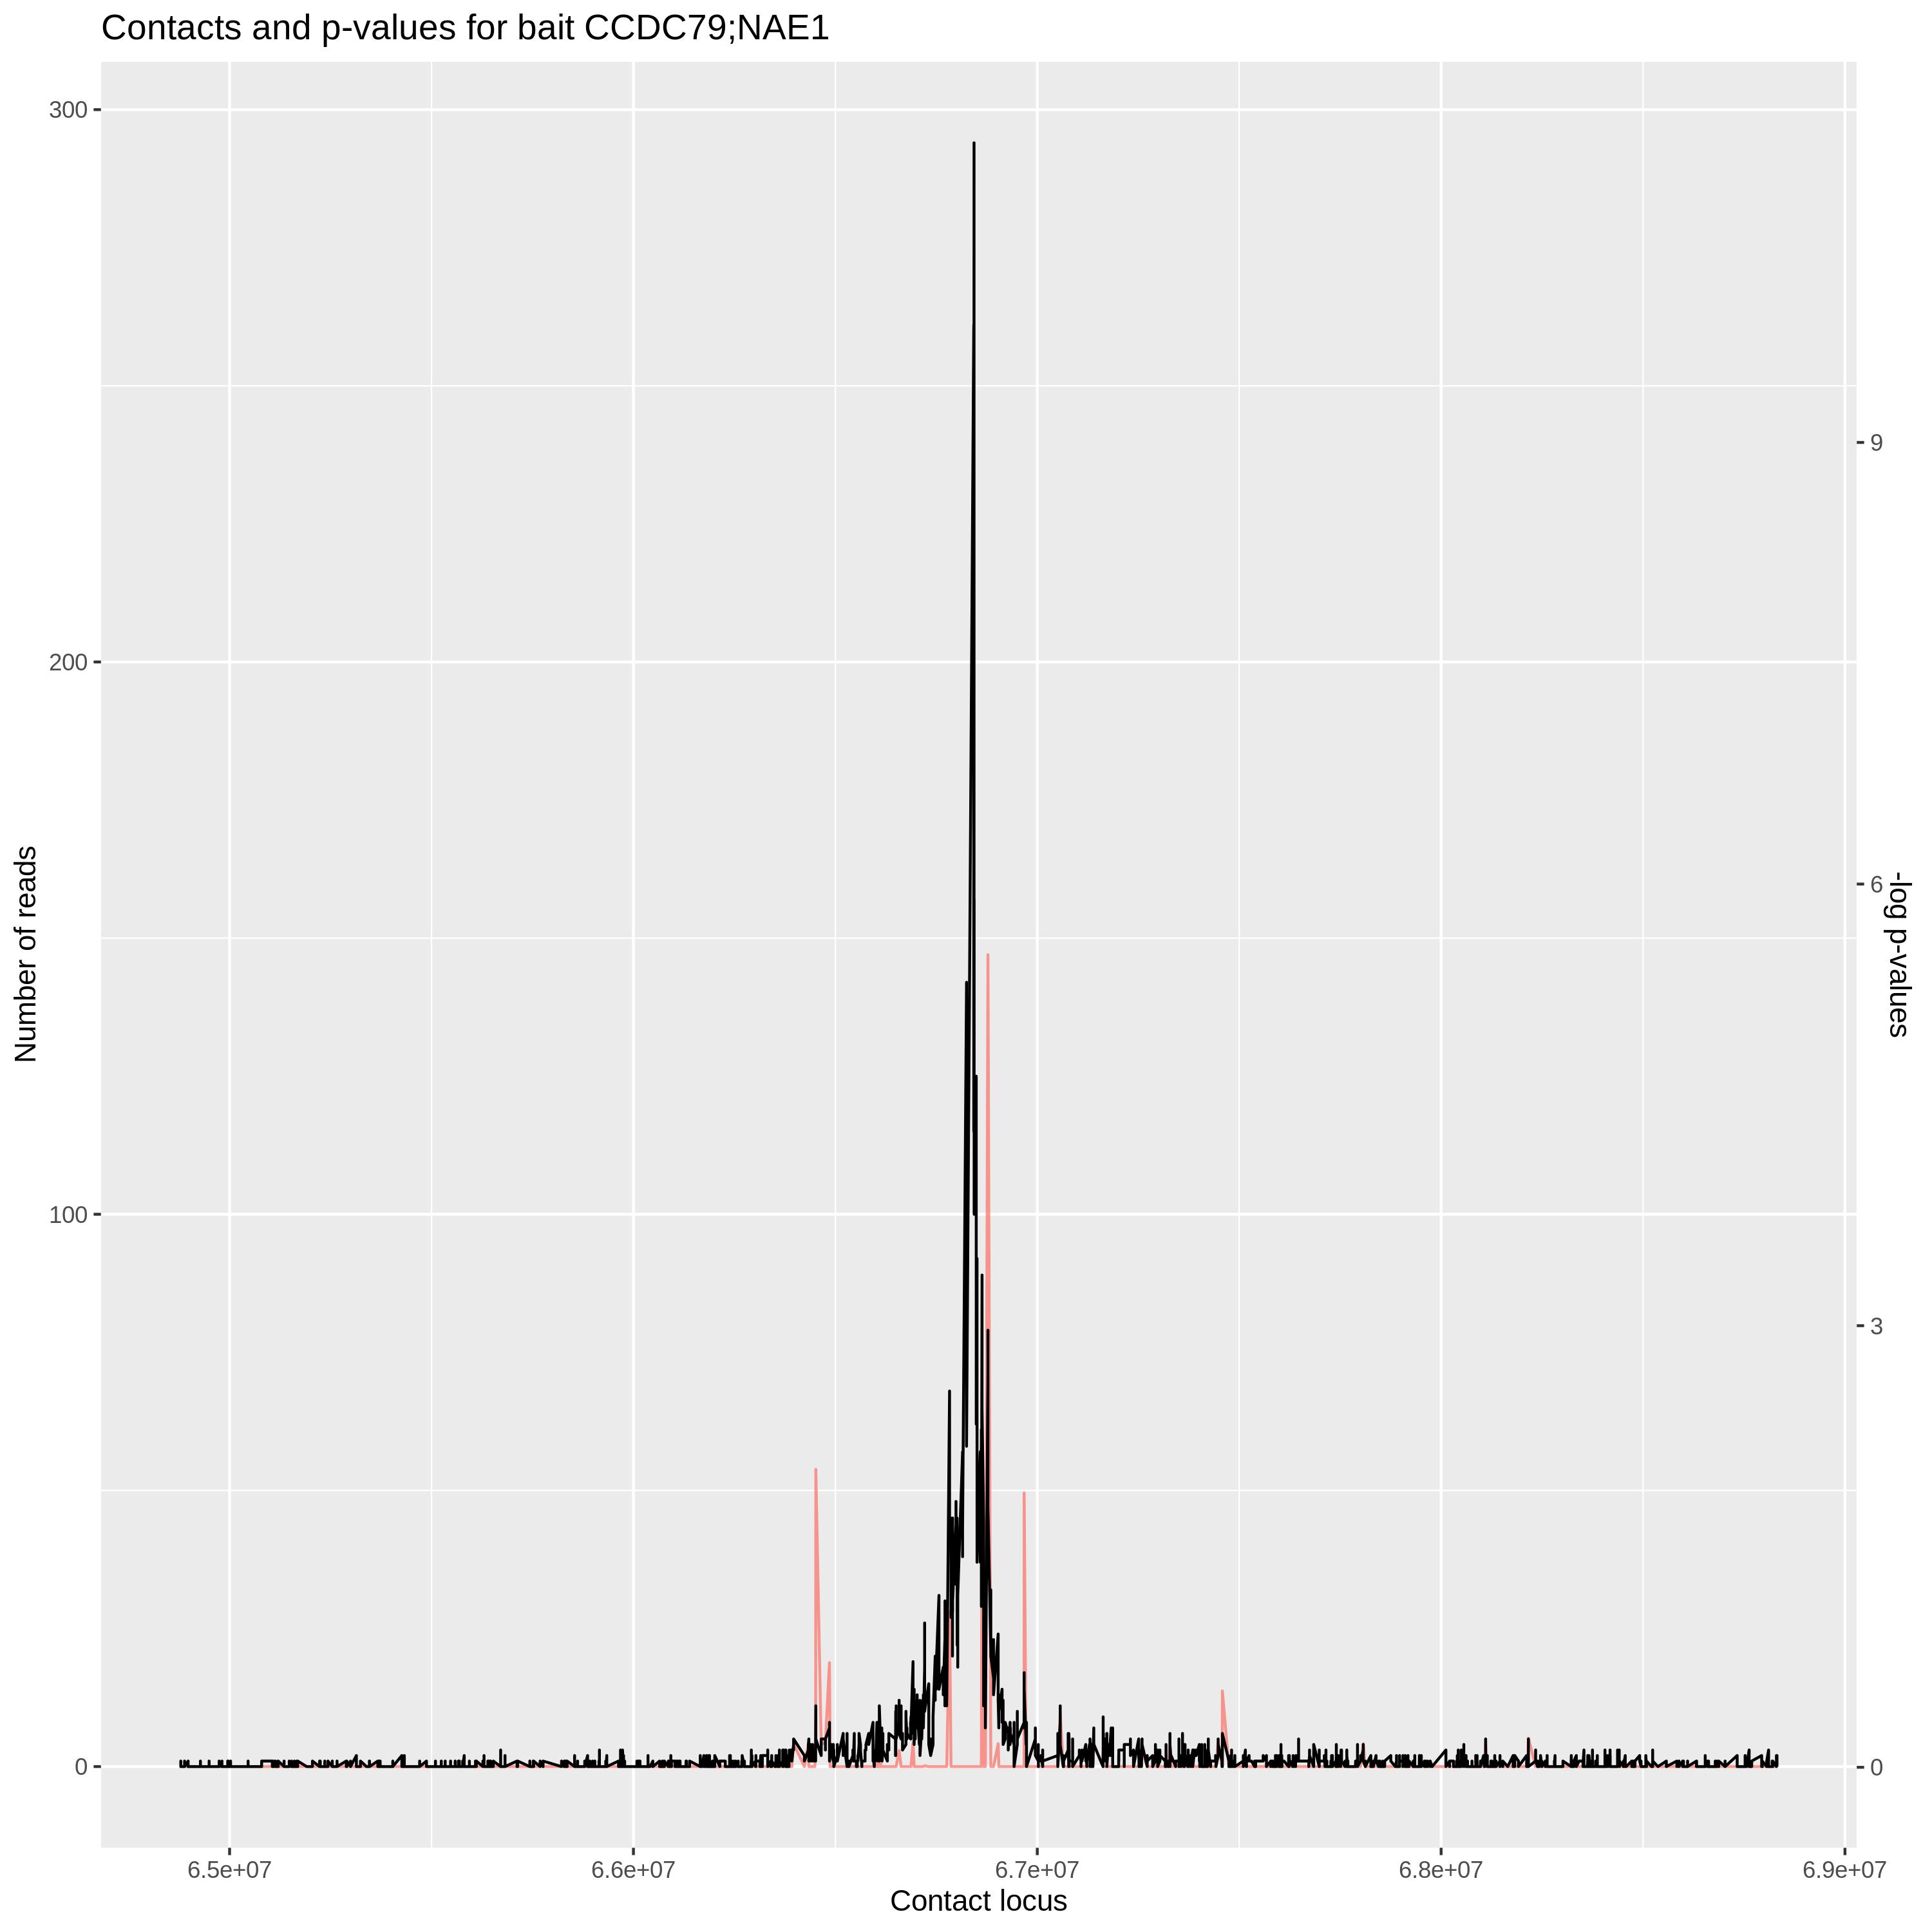 Contacts and p-values for bait CCDC79;NAE1
300
200
100
0
Number of reads
9
6
3
0
-log p-values
6.5e+07
6.6e+07
6.7e+07
6.8e+07
6.9e+07
Contact locus